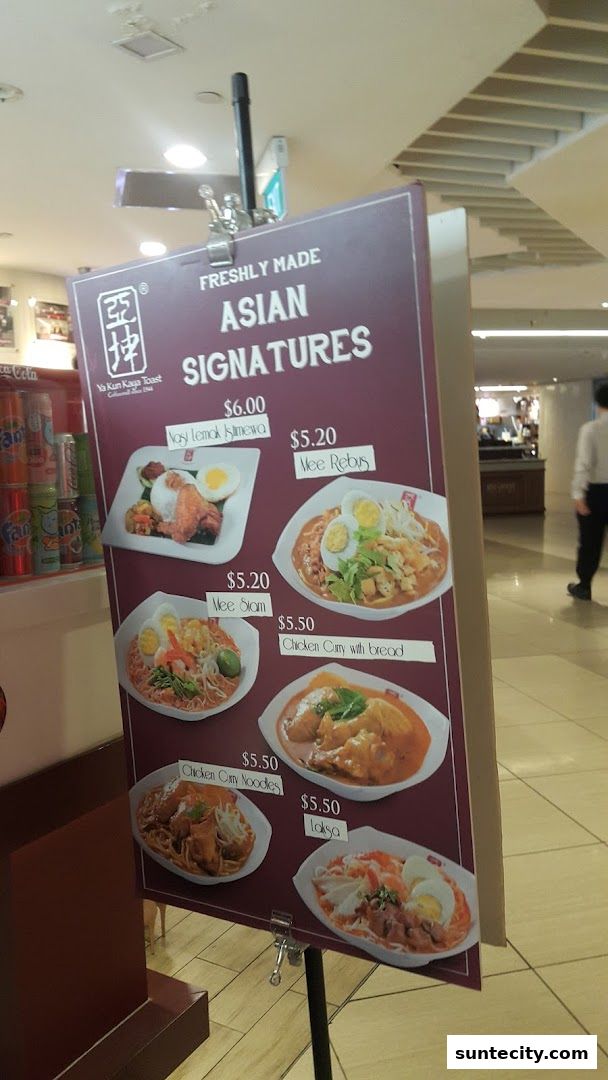 FRESHLY MADE
ASIAN
SIGNATURES
亞坤
®
Ya Kun Kaya Toast
$6.00
Nasi Lemak Istimewa
$5.20
Mee Rebus
$5.20
Mee Siam
$5.50
Chicken Curry with bread
$5.50
Chicken Curry Noodles
$5.50
Laksa
Fanta
Fanta
suntecity.com